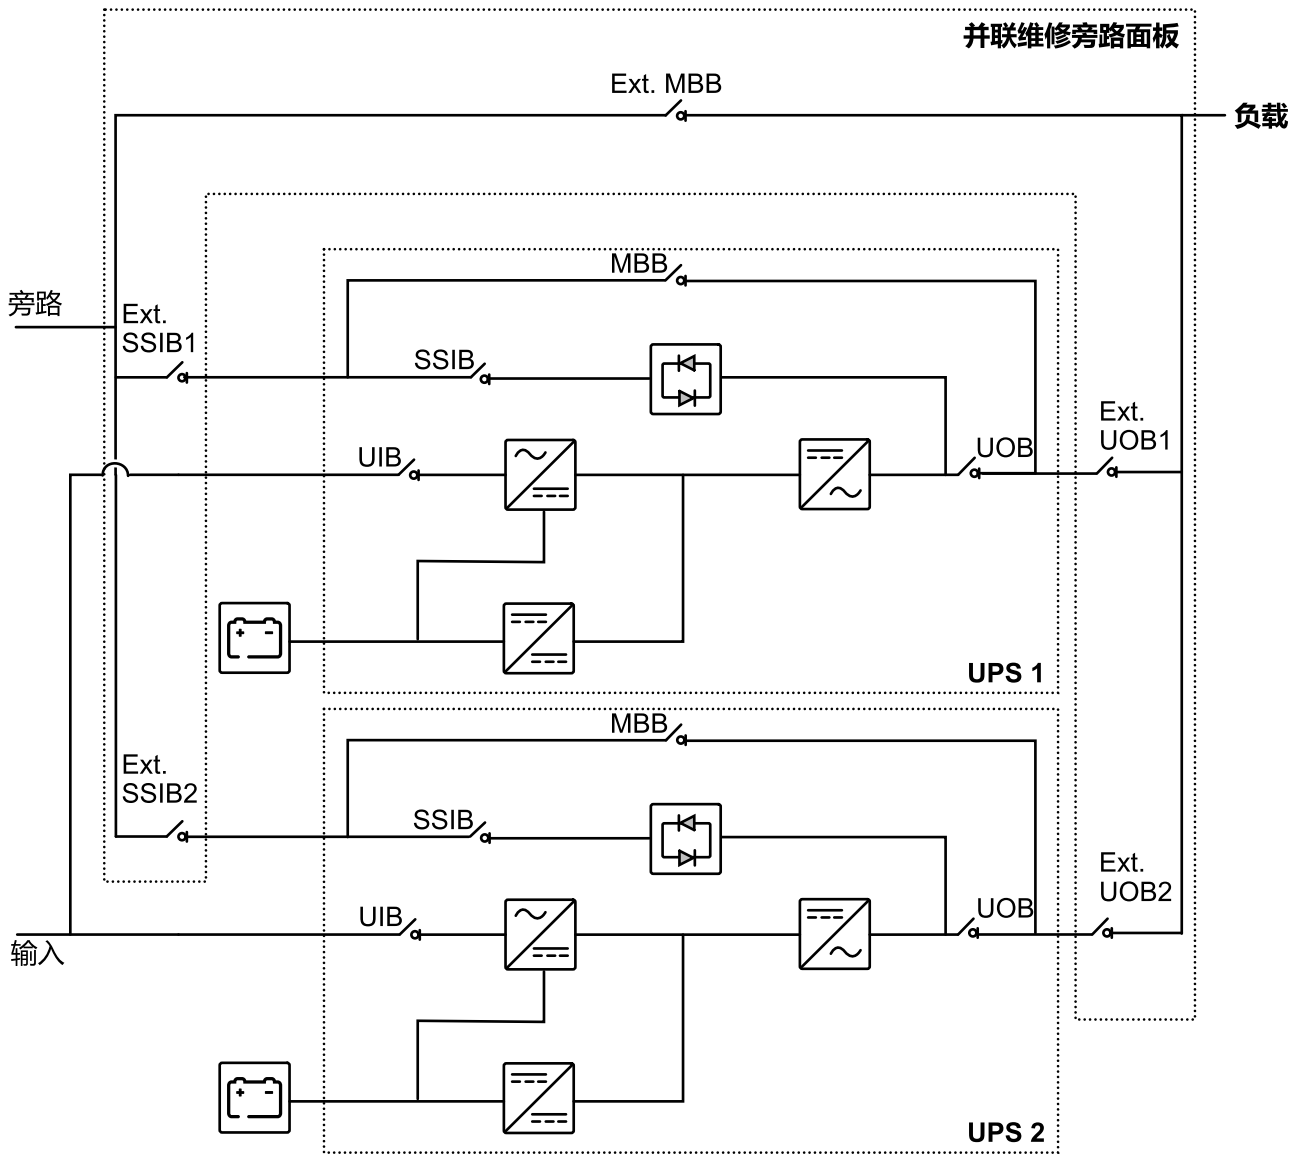 并联维修旁路面板
Ext. MBB
负载
MBB
旁路
Ext.
SSIB1
SSIB
Ext.
UOB1
UIB
UOB
UPS 1
MBB
Ext.
SSIB2
SSIB
Ext.
UOB2
UIB
UOB
输入
UPS 2